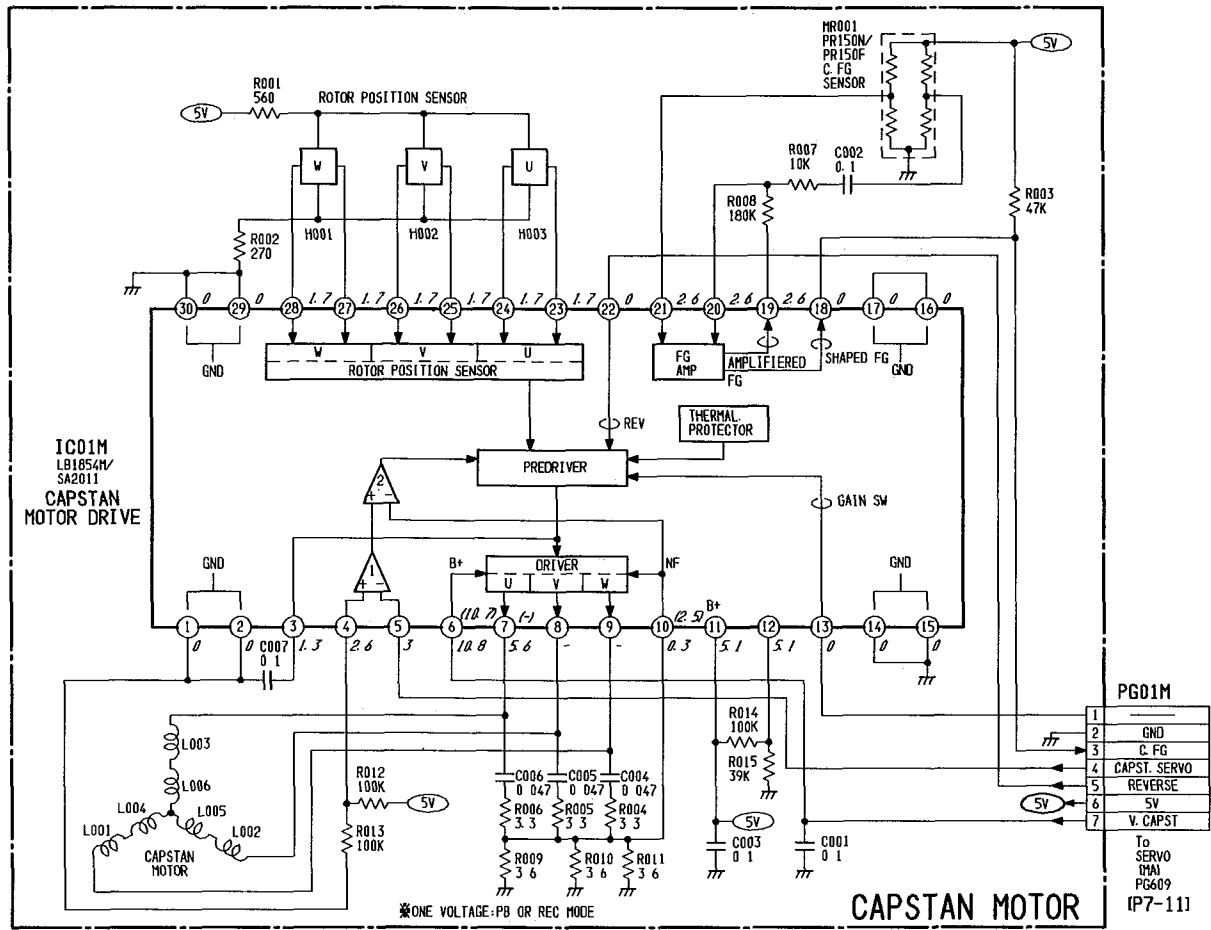 MR001
PR150N/
PR150F
C. FG
SENSOR
5V
R001
560
ROTOR POSITION SENSOR
5V
W
V
U
R007
10K
C002
0.1
R008
180K
R003
47K
R002
270
H001
H002
H003
30
0
29
0
28
1.7
27
1.7
26
1.7
25
1.7
24
1.7
23
1.7
22
0
21
2.6
20
2.6
19
2.6
18
0
17
0
16
0
GND
W
V
U
ROTOR POSITION SENSOR
FG
AMP
AMPLIFIERED
FG
SHAPED FG
GND
REV
THERMAL.
PROTECTOR
IC01M
LB1854M/
SA2011
CAPSTAN
MOTOR DRIVE
PREDRIVER
2
+ -
GAIN SW
GND
1
+ -
B+
DRIVER
U
V
W
NF
GND
(10.7)
(-)
(2.5)
B+
1
0
2
0
3
1.3
4
2.6
5
3
6
10.8
7
5.6
8
-
9
-
10
0.3
11
5.1
12
5.1
13
0
14
0
15
0
C007
0 1
L003
L006
L004
L005
L001
L002
CAPSTAN
MOTOR
R012
100K
5V
R013
100K
C006
0 047
C005
0 047
C004
0 047
R006
3.3
R005
3 3
R004
3 3
R009
3 6
R010
3 6
R011
3 6
R014
100K
R015
39K
5V
C003
0 1
C001
0 1
PG01M
1
2 GND
3 C. FG
4 CAPST. SERVO
5 REVERSE
5V 6 5V
7 V. CAPST
To
SERVO
(MA)
PG609
[P7-11]
※ONE VOLTAGE:PB OR REC MODE
CAPSTAN MOTOR